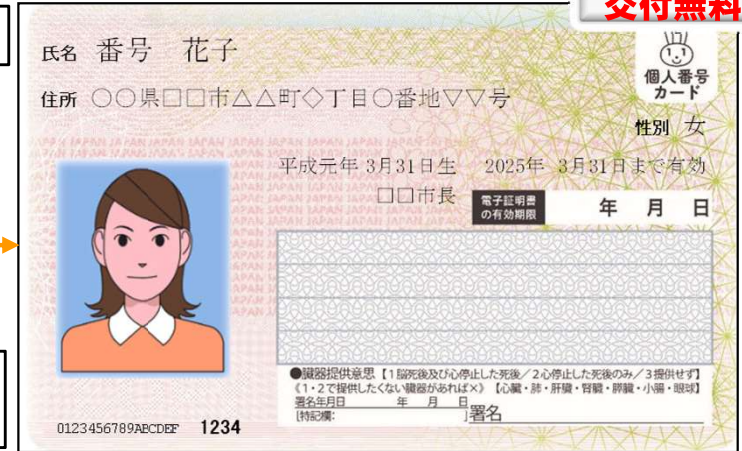 交付無料
氏名 番号 花子
個人番号
カード
住所 〇〇県□□市△△町◇丁目〇番地▽▽号
性別 女
平成元年 3月31日生 2025年 3月31日まで有効
□□市長
電子証明書
の有効期限
年 月 日
●臓器提供意思【1脳死後及び心停止した死後/2心停止した死後のみ/3提供せず】
《1・2で提供したくない臓器があれば×》【心臓・肺・肝臓・腎臓・膵臓・小腸・眼球】
署名年月日 年 月 日
[特記欄: ]署名
0123456789ABCDEF 1234